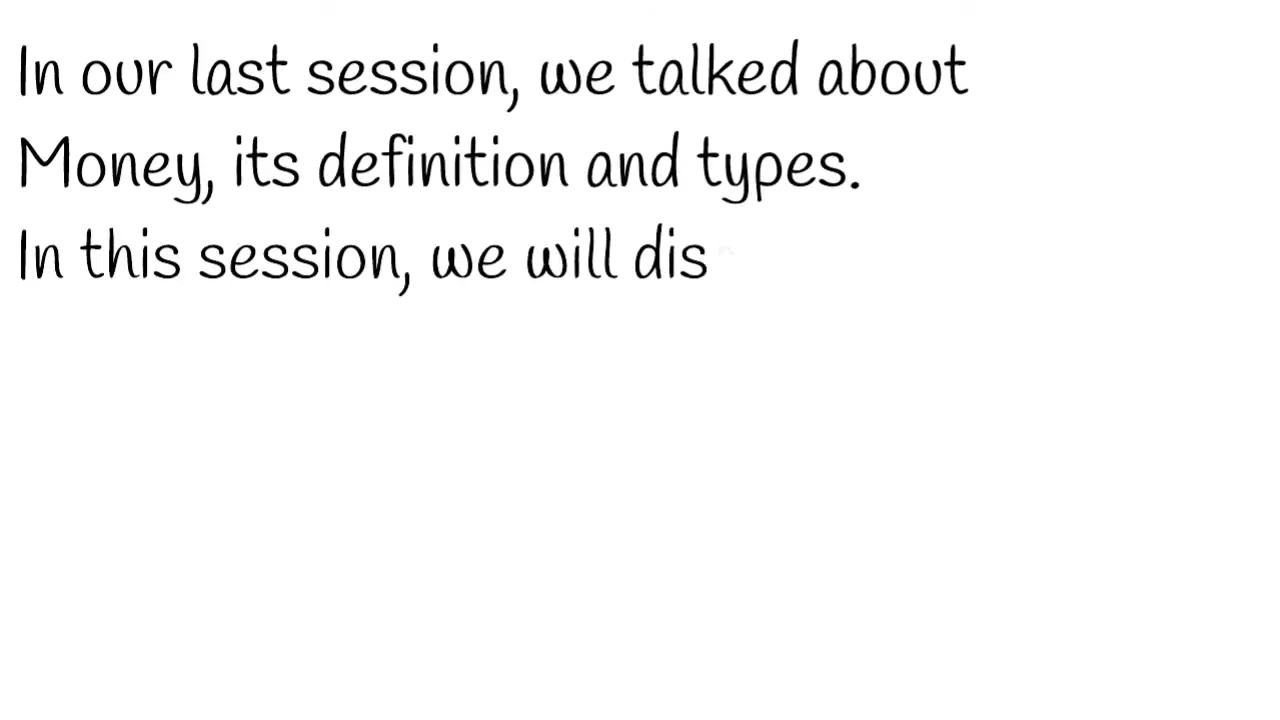 In our last session, we talked about
Money, its definition and types.
In this session, we will dis